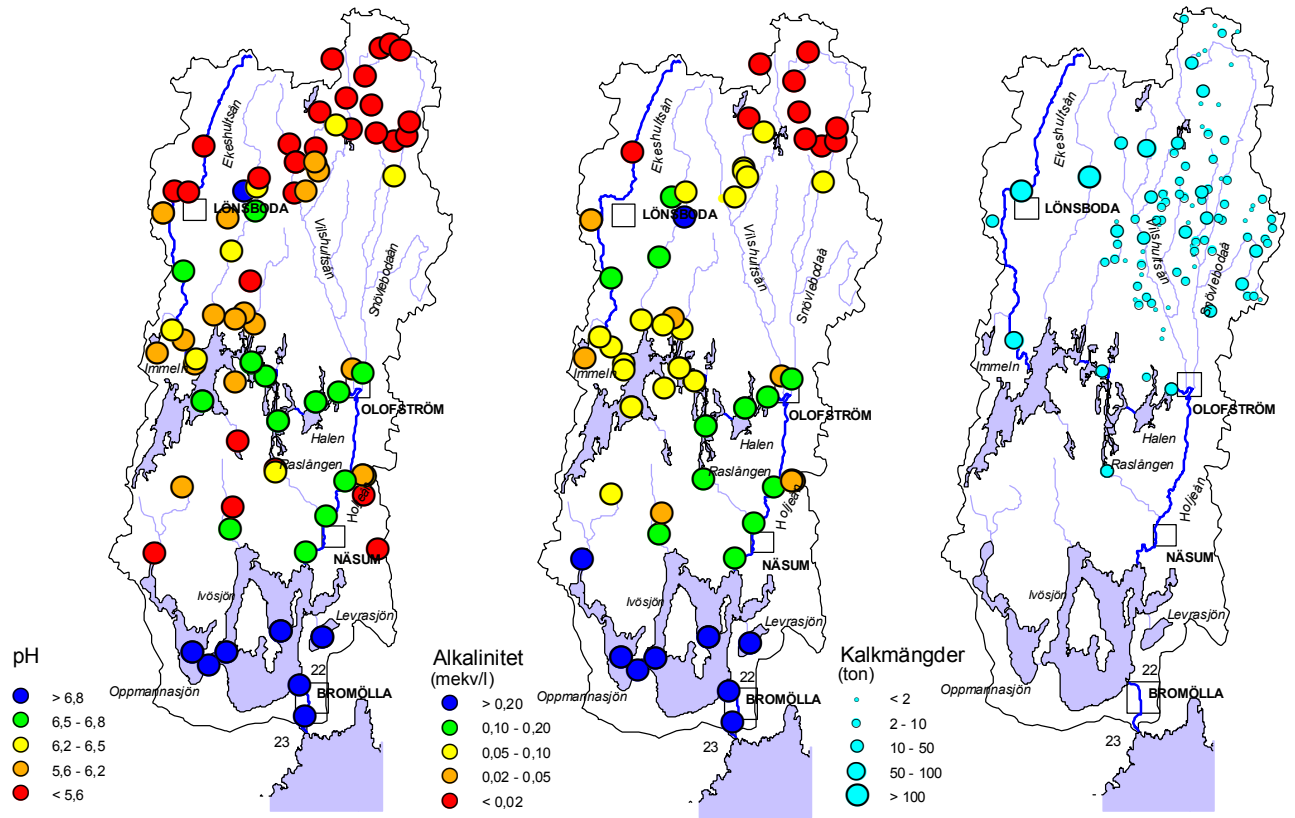 Ekeshultsån
LÖNSBODA
Vilshultsån
Snövlebodaån
Immeln
OLOFSTRÖM
Halen
Raslången
Holjeån
NÄSUM
Ivösjön
Levrasjön
Oppmannasjön
22
BROMÖLLA
23
pH
> 6,8
6,5 - 6,8
6,2 - 6,5
5,6 - 6,2
< 5,6
Ekeshultsån
LÖNSBODA
Vilshultsån
Snövlebodaån
Immeln
OLOFSTRÖM
Halen
Raslången
Holjeån
NÄSUM
Ivösjön
Levrasjön
Oppmannasjön
22
BROMÖLLA
23
Alkalinitet
(mekv/l)
> 0,20
0,10 - 0,20
0,05 - 0,10
0,02 - 0,05
< 0,02
Ekeshultsån
LÖNSBODA
Vilshultsån
Snövlebodaån
Immeln
OLOFSTRÖM
Halen
Raslången
Holjeån
NÄSUM
Ivösjön
Levrasjön
Oppmannasjön
22
BROMÖLLA
23
Kalkmängder
(ton)
< 2
2 - 10
10 - 50
50 - 100
> 100